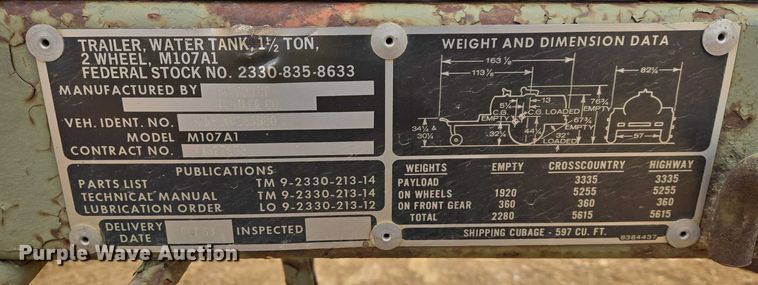 TRAILER, WATER TANK, 1½ TON,
2 WHEEL, M107A1
FEDERAL STOCK NO. 2330-835-8633
MANUFACTURED BY
VEH. IDENT. NO.
MODEL M107A1
CONTRACT NO.
PUBLICATIONS
PARTS LIST TM 9-2330-213-14
TECHNICAL MANUAL TM 9-2330-213-14
LUBRICATION ORDER LO 9-2330-213-12
DELIVERY
DATE
INSPECTED
WEIGHT AND DIMENSION DATA
163⅛
113⅛
82¼
5½
13
C.G.
EMPTY
C.G. LOADED
76¾
EMPTY
67¾
EMPTY
34¼ &
30¼
32¼
44¼
32°
LOADED
57
WEIGHTS EMPTY CROSSCOUNTRY HIGHWAY
PAYLOAD 3335 3335
ON WHEELS 1920 5255 5255
ON FRONT GEAR 360 360 360
TOTAL 2280 5615 5615
SHIPPING CUBAGE - 597 CU. FT.
8384437
Purple Wave Auction